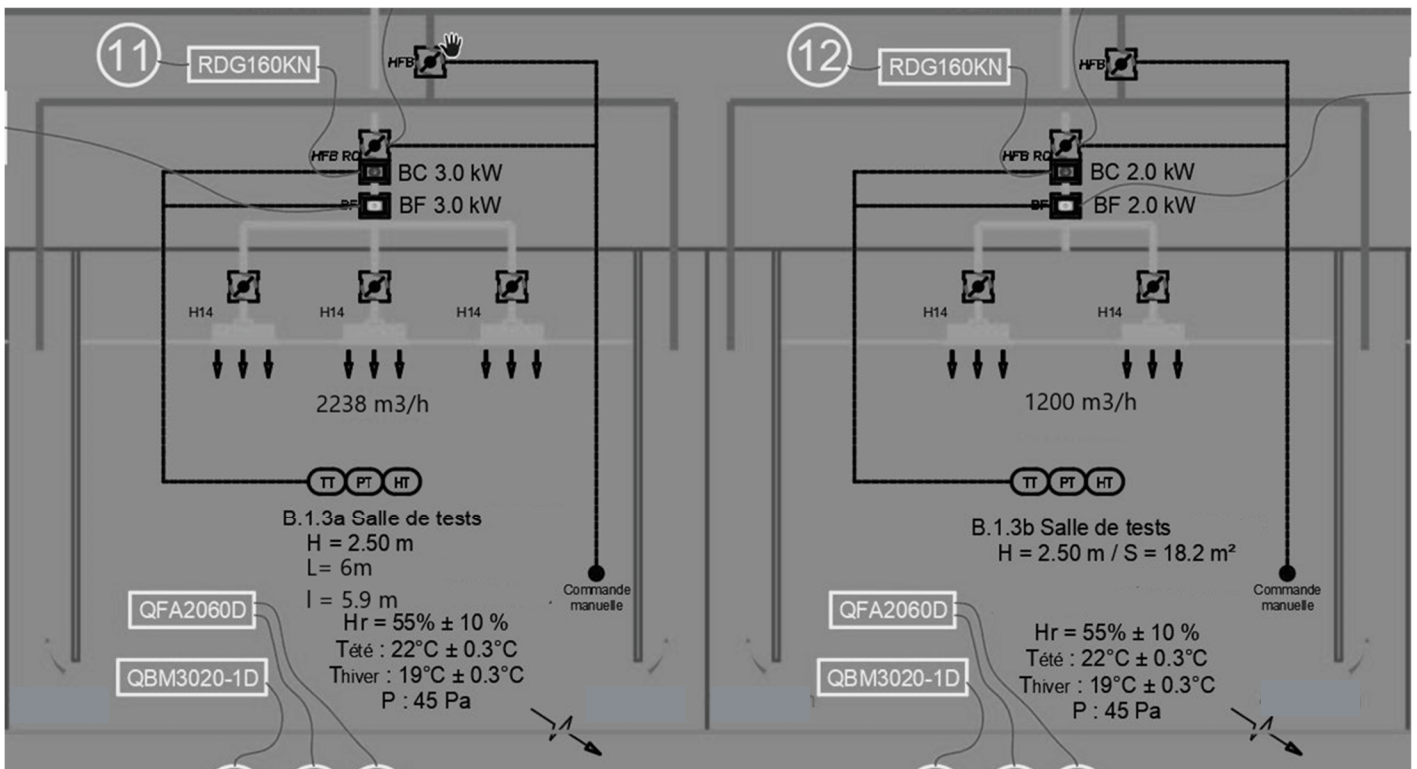 11
RDG160KN
HFB
HFB RO
BC 3.0 kW
BF
BF 3.0 kW
H14
H14
H14
2238 m3/h
TT PT HT
B.1.3a Salle de tests
H = 2.50 m
L= 6m
l = 5.9 m
Hr = 55% ± 10 %
Tété : 22°C ± 0.3°C
Thiver : 19°C ± 0.3°C
P : 45 Pa
QFA2060D
QBM3020-1D
Commande
manuelle
12
RDG160KN
HFB
HFB RO
BC 2.0 kW
BF
BF 2.0 kW
H14
H14
1200 m3/h
TT PT HT
B.1.3b Salle de tests
H = 2.50 m / S = 18.2 m²
Commande
manuelle
QFA2060D
QBM3020-1D
Hr = 55% ± 10 %
Tété : 22°C ± 0.3°C
Thiver : 19°C ± 0.3°C
P : 45 Pa